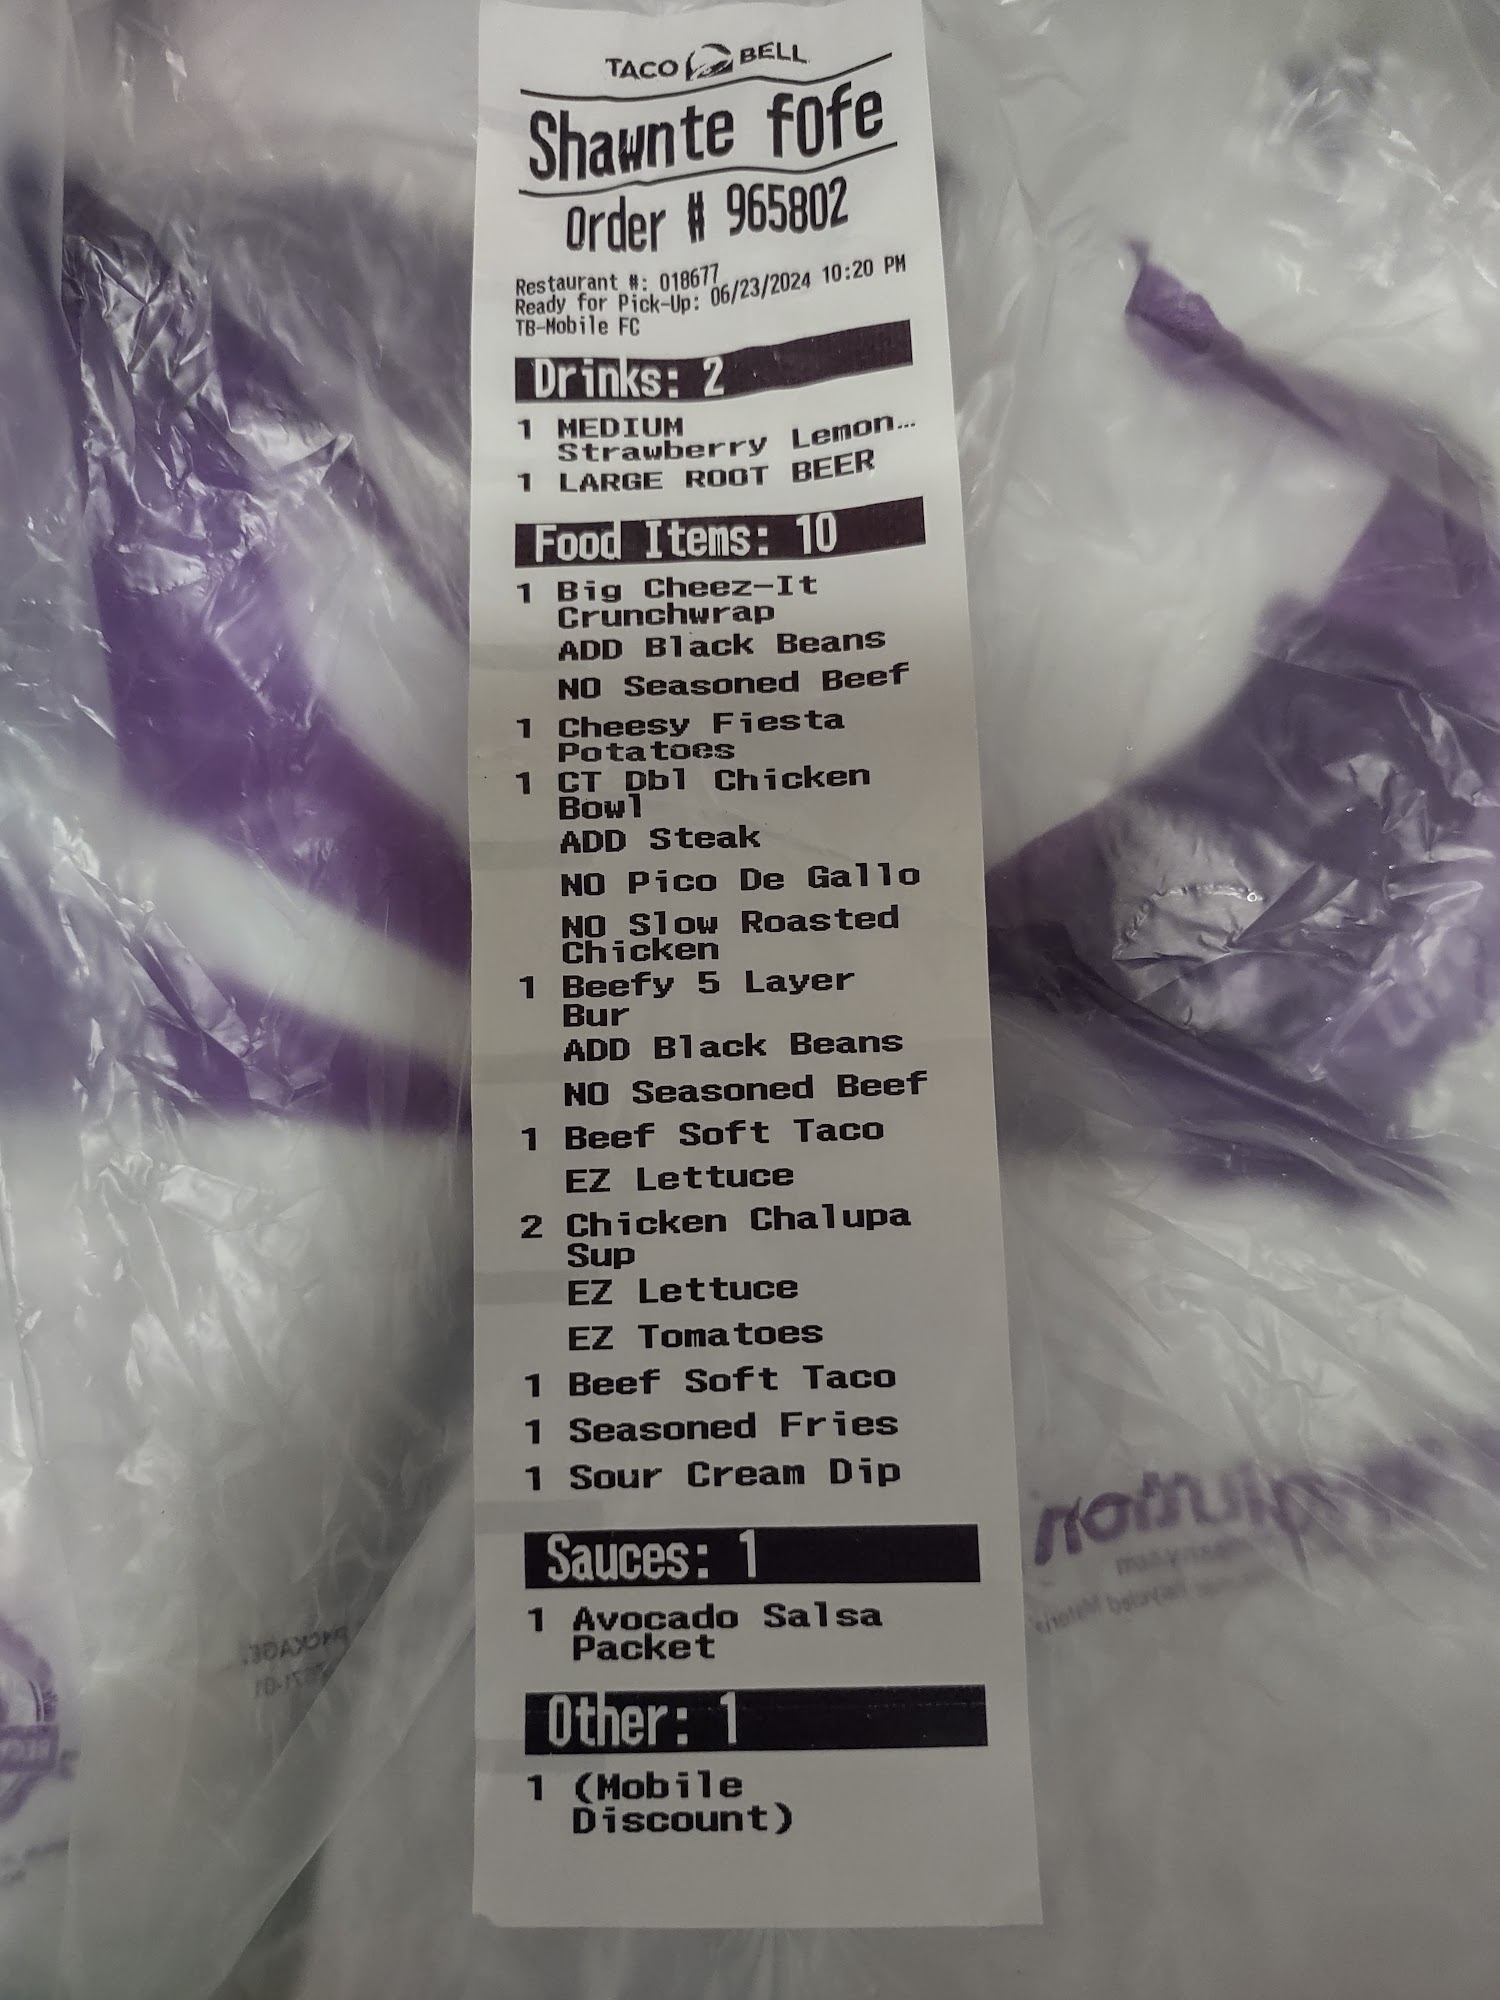 TACO BELL
Shawnte f0fe
Order # 965802
Restaurant #: 018677
Ready for Pick-Up: 06/23/2024 10:20 PM
TB-Mobile FC
Drinks: 2
1 MEDIUM
Strawberry Lemon...
1 LARGE ROOT BEER
Food Items: 10
1 Big Cheez-It
Crunchwrap
ADD Black Beans
NO Seasoned Beef
1 Cheesy Fiesta
Potatoes
1 CT Dbl Chicken
Bowl
ADD Steak
NO Pico De Gallo
NO Slow Roasted
Chicken
1 Beefy 5 Layer
Bur
ADD Black Beans
NO Seasoned Beef
1 Beef Soft Taco
EZ Lettuce
2 Chicken Chalupa
Sup
EZ Lettuce
EZ Tomatoes
1 Beef Soft Taco
1 Seasoned Fries
1 Sour Cream Dip
Sauces: 1
1 Avocado Salsa
Packet
Other: 1
1 (Mobile
Discount)